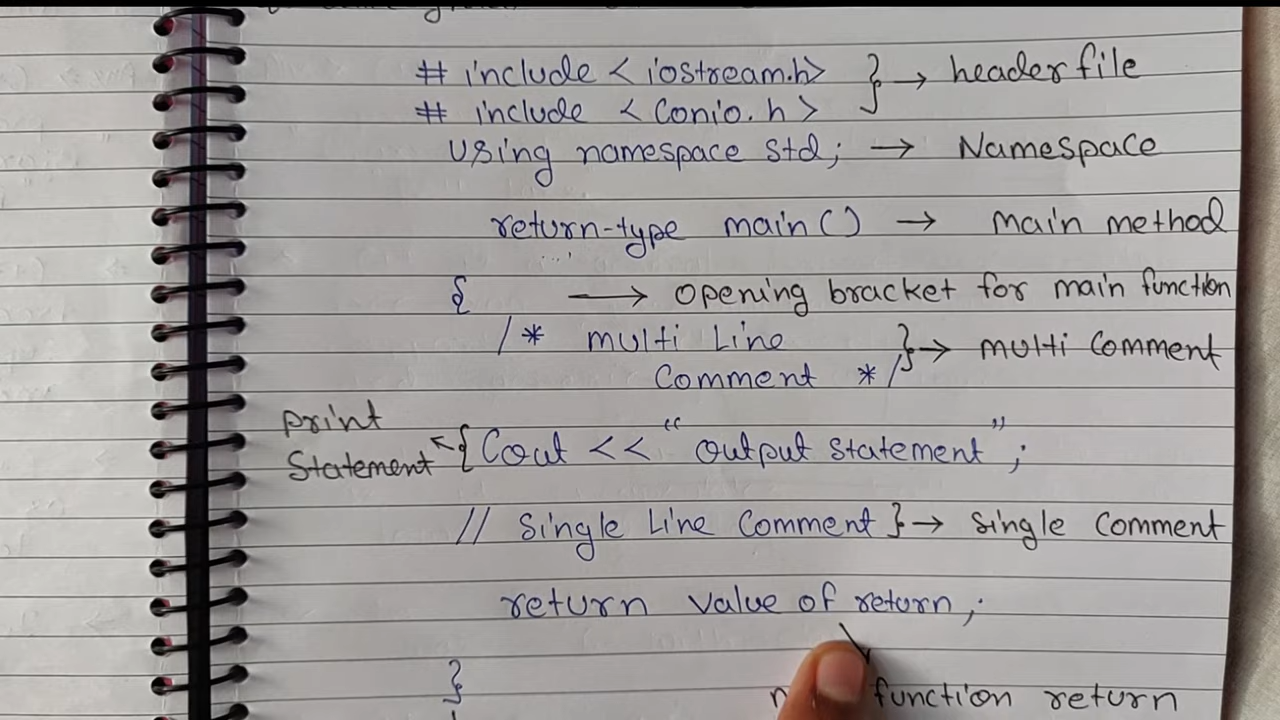 # include <iostream.h> } → header file
# include <Conio.h>
using namespace std; → Namespace
return-type main() → main method
{ → opening bracket for main function
/* multi Line } → multi Comment
Comment */
print
Statement ← { Cout << “ output statement ” ;
// Single Line Comment } → Single Comment
return value of return ;
} function return